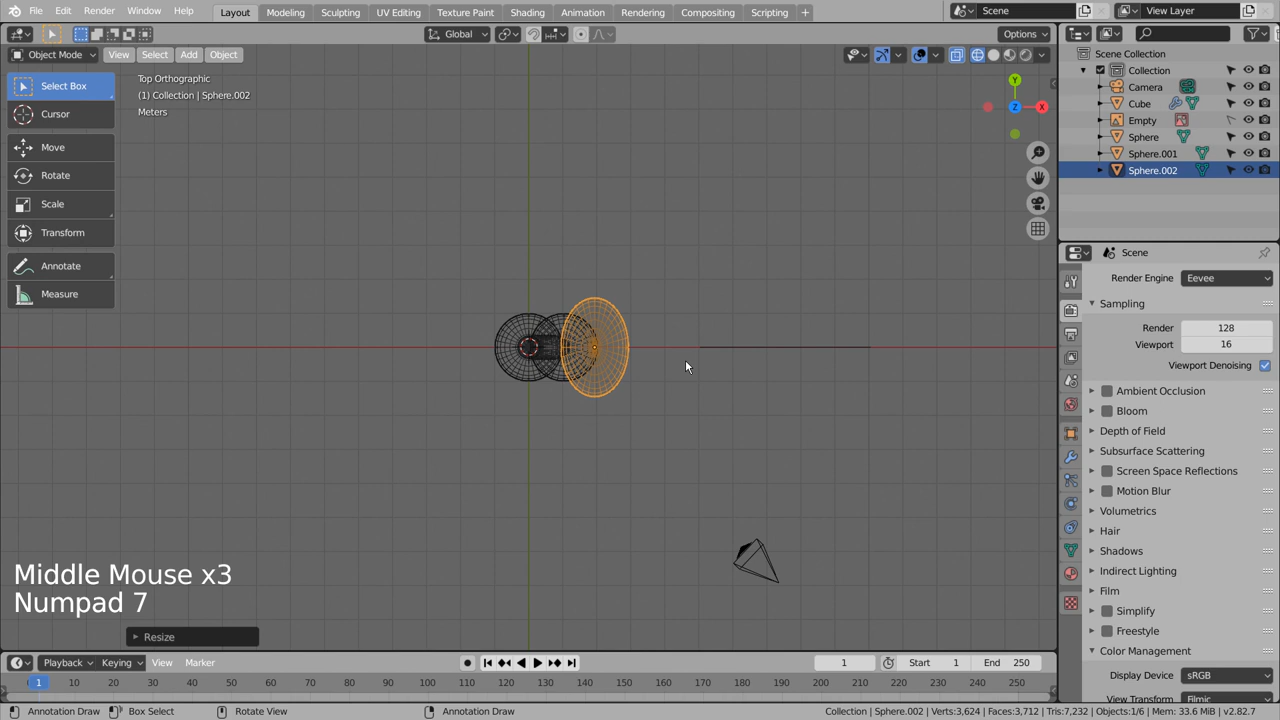 File Edit Render Window Help Layout Modeling Sculpting UV Editing Texture Paint Shading Animation Rendering Compositing Scripting + Scene View Layer
Global Options
Object Mode View Select Add Object
Select Box
Cursor
Move
Rotate
Scale
Transform
Annotate
Measure
Top Orthographic
(1) Collection | Sphere.002
Meters
Y
Z
X
Scene Collection
Collection
Camera
Cube
Empty
Sphere
Sphere.001
Sphere.002
Scene
Render Engine Eevee
Sampling
Render 128
Viewport 16
Viewport Denoising
Ambient Occlusion
Bloom
Depth of Field
Subsurface Scattering
Screen Space Reflections
Motion Blur
Volumetrics
Hair
Shadows
Indirect Lighting
Film
Simplify
Freestyle
Color Management
Display Device sRGB
View Transform Filmic
Middle Mouse x3
Numpad 7
Resize
Playback Keying View Marker 1 Start 1 End 250
1 10 20 30 40 50 60 70 80 90 100 110 120 130 140 150 160 170 180 190 200 210 220 230 240 250
Annotation Draw Box Select Rotate View Annotation Draw Collection | Sphere.002 | Verts:3,624 | Faces:3,712 | Tris:7,232 | Objects:1/6 | Mem: 33.6 MiB | v2.82.7